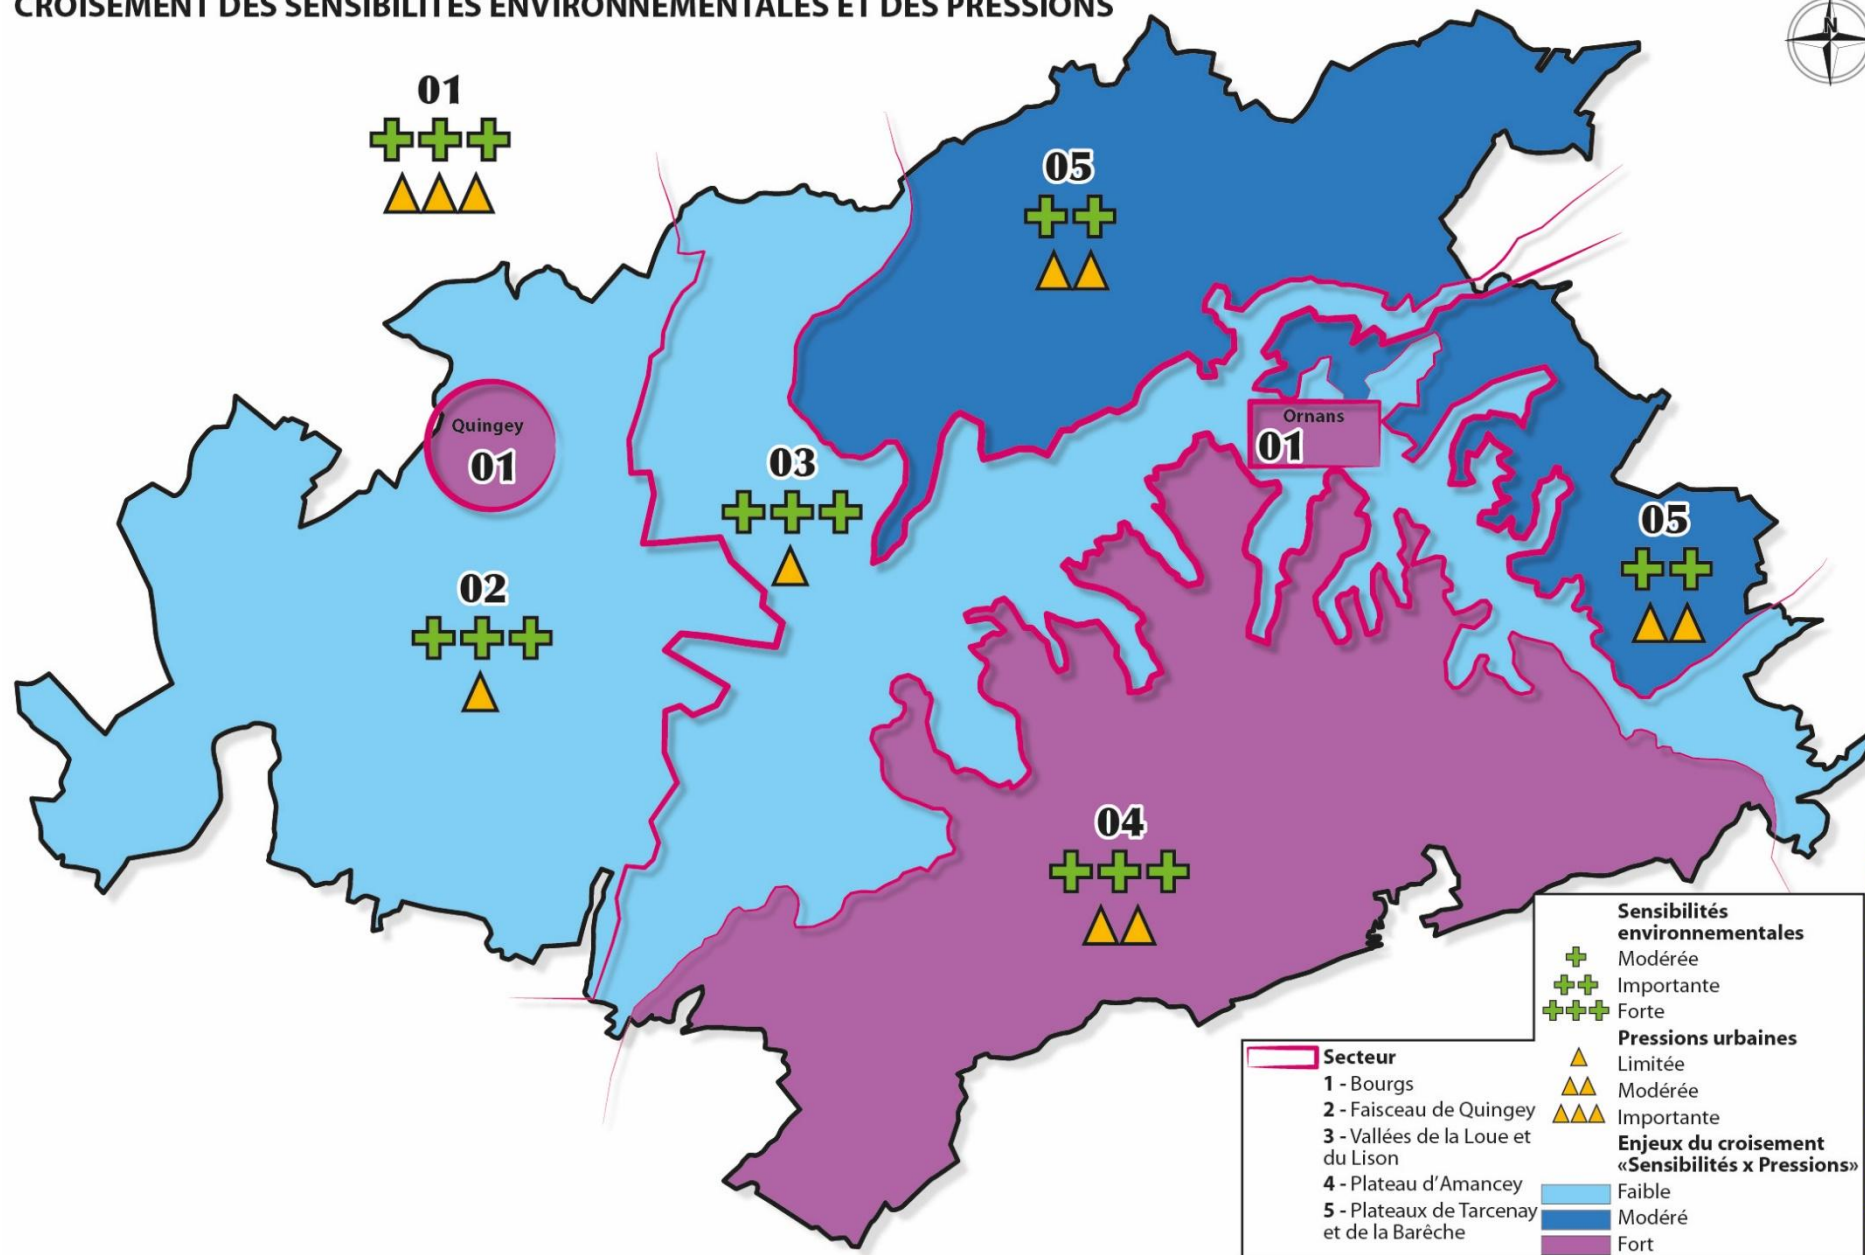 CROISEMENT DES SENSIBILITÉS ENVIRONNEMENTALES ET DES PRESSIONS
N
01
05
Quingey
01
Ornans
01
03
02
05
04
Sensibilités
environnementales
Modérée
Importante
Forte
Pressions urbaines
Limitée
Modérée
Importante
Enjeux du croisement
«Sensibilités x Pressions»
Faible
Modéré
Fort
Secteur
1 - Bourgs
2 - Faisceau de Quingey
3 - Vallées de la Loue et
du Lison
4 - Plateau d'Amancey
5 - Plateaux de Tarcenay
et de la Barêche